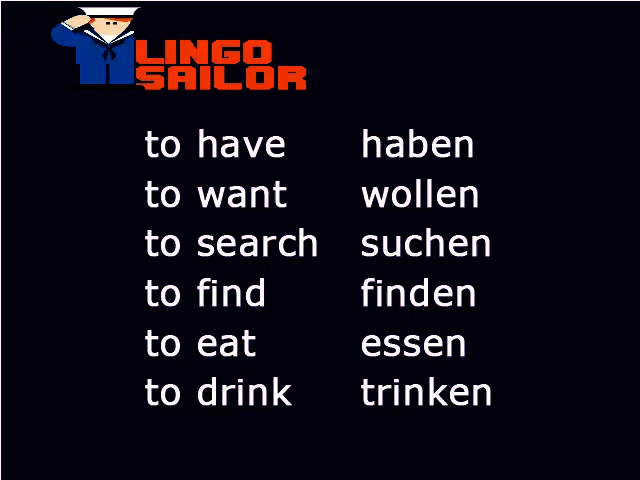 LINGO
SAILOR
to have haben
to want wollen
to search suchen
to find finden
to eat essen
to drink trinken